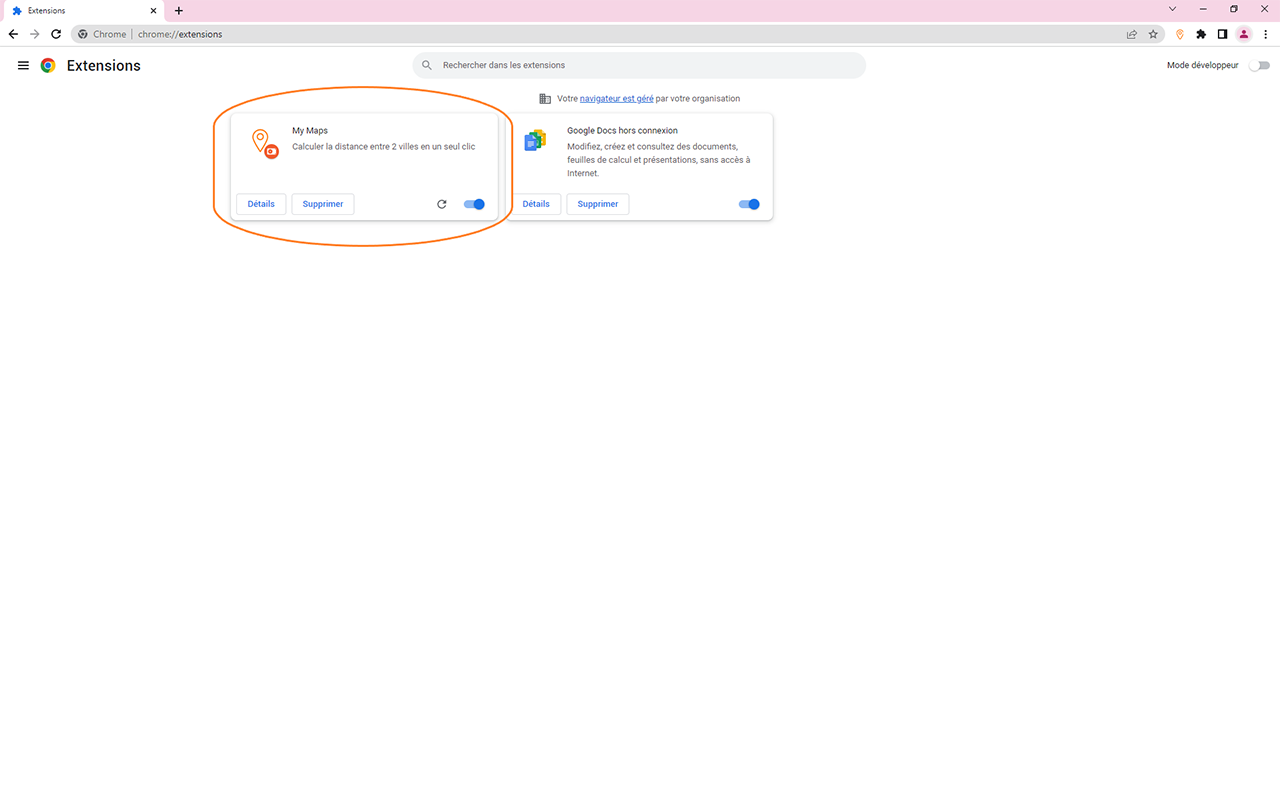 Extensions
Chrome
chrome://extensions
Extensions
Rechercher dans les extensions
Mode développeur
Votre navigateur est géré par votre organisation
My Maps
Calculer la distance entre 2 villes en un seul clic
Détails
Supprimer
Google Docs hors connexion
Modifiez, créez et consultez des documents,
feuilles de calcul et présentations, sans accès à
Internet.
Détails
Supprimer